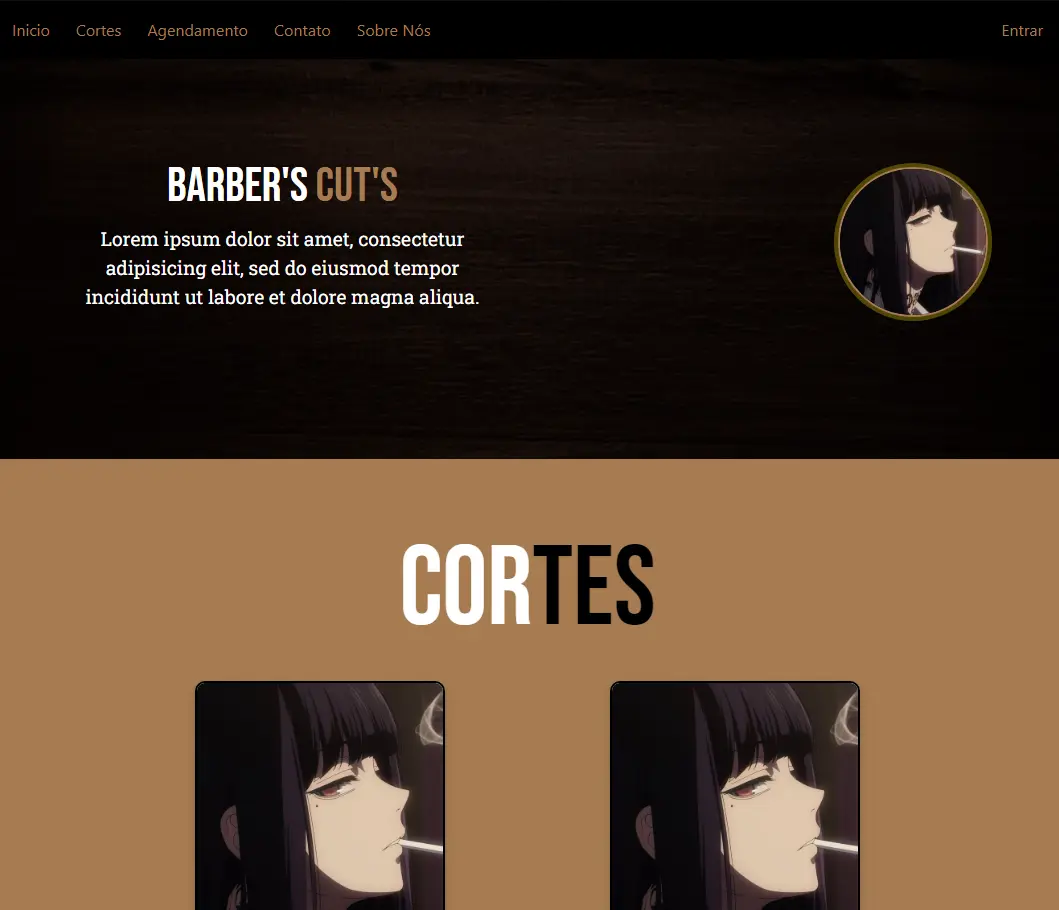 Inicio Cortes Agendamento Contato Sobre Nós Entrar
BARBER'S CUT'S
Lorem ipsum dolor sit amet, consectetur
adipisicing elit, sed do eiusmod tempor
incididunt ut labore et dolore magna aliqua.
CORTES